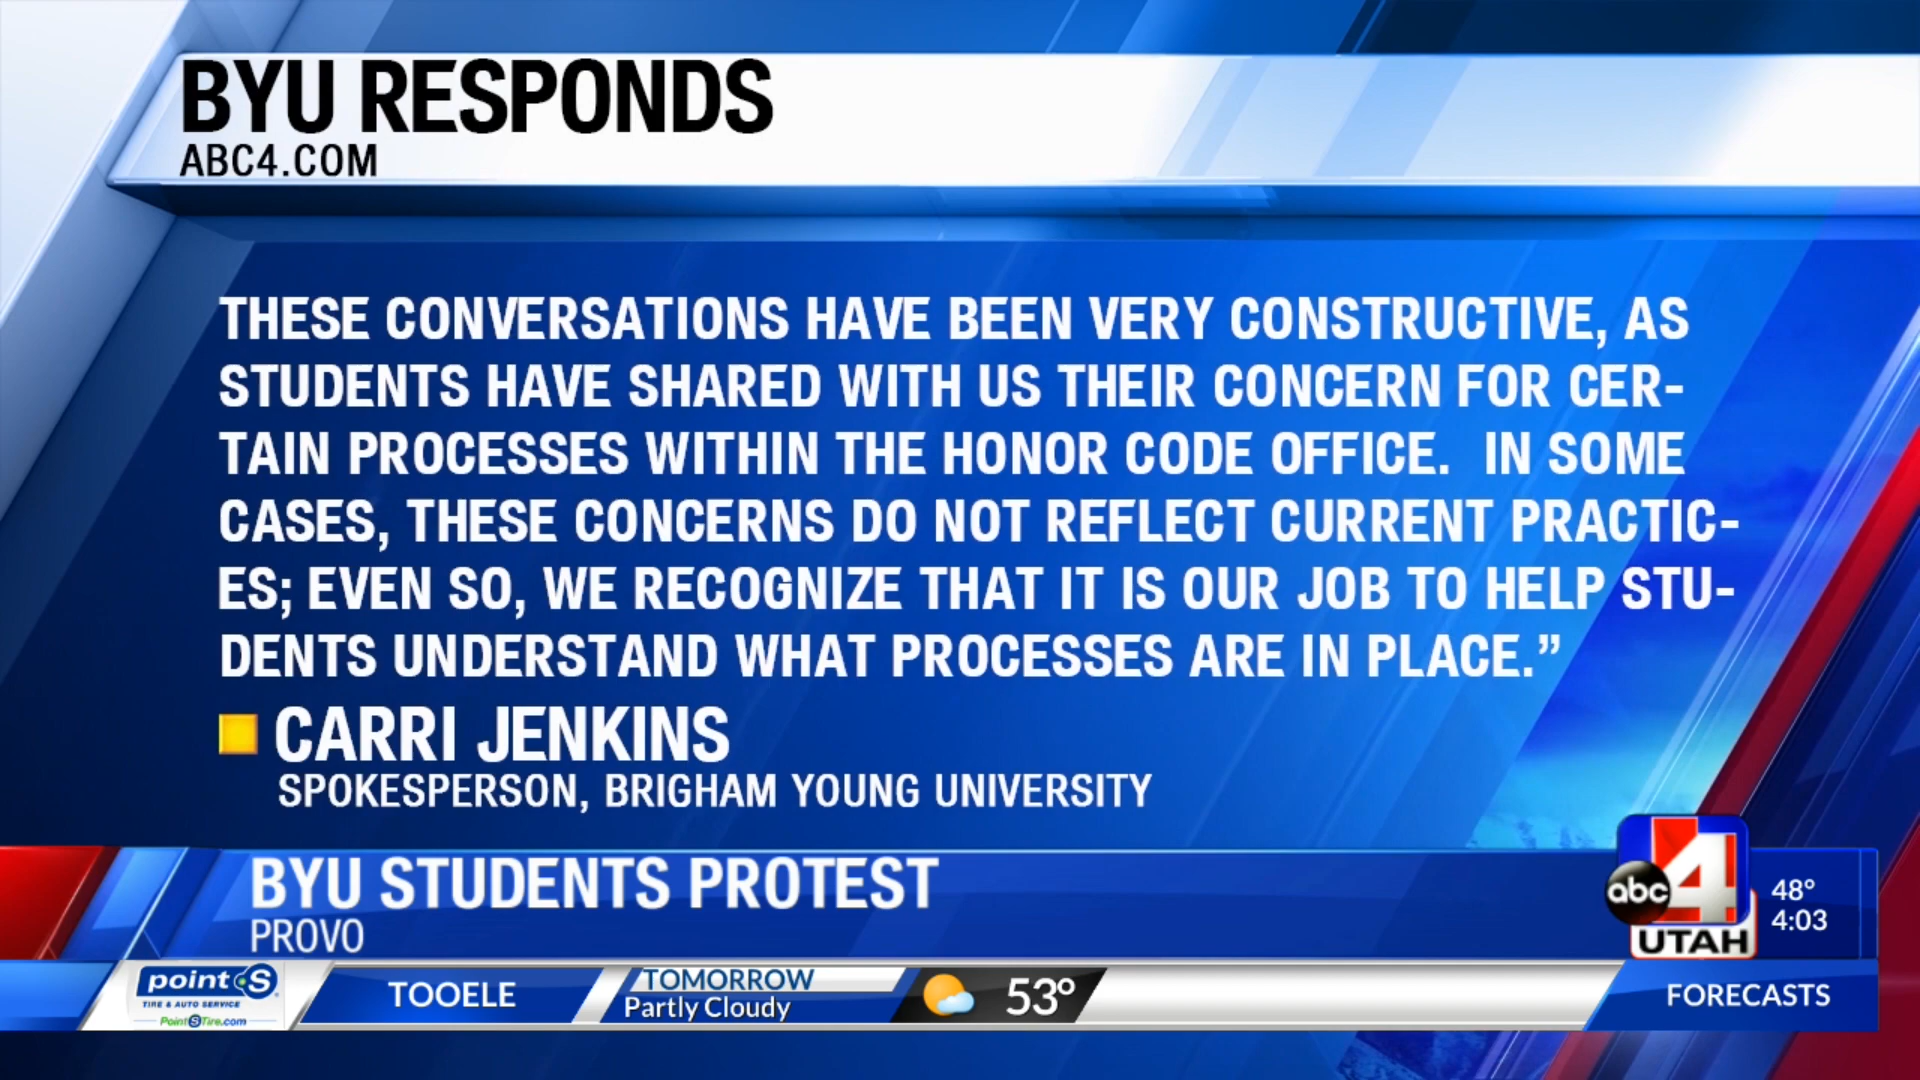 BYU RESPONDS
ABC4.COM
THESE CONVERSATIONS HAVE BEEN VERY CONSTRUCTIVE, AS
STUDENTS HAVE SHARED WITH US THEIR CONCERN FOR CER-
TAIN PROCESSES WITHIN THE HONOR CODE OFFICE.  IN SOME
CASES, THESE CONCERNS DO NOT REFLECT CURRENT PRACTIC-
ES; EVEN SO, WE RECOGNIZE THAT IT IS OUR JOB TO HELP STU-
DENTS UNDERSTAND WHAT PROCESSES ARE IN PLACE.”
CARRI JENKINS
SPOKESPERSON, BRIGHAM YOUNG UNIVERSITY
BYU STUDENTS PROTEST
PROVO
abc 4
UTAH
48°
4:03
point S
TIRE & AUTO SERVICE
PointSTire.com
TOOELE
TOMORROW
Partly Cloudy
53°
FORECASTS